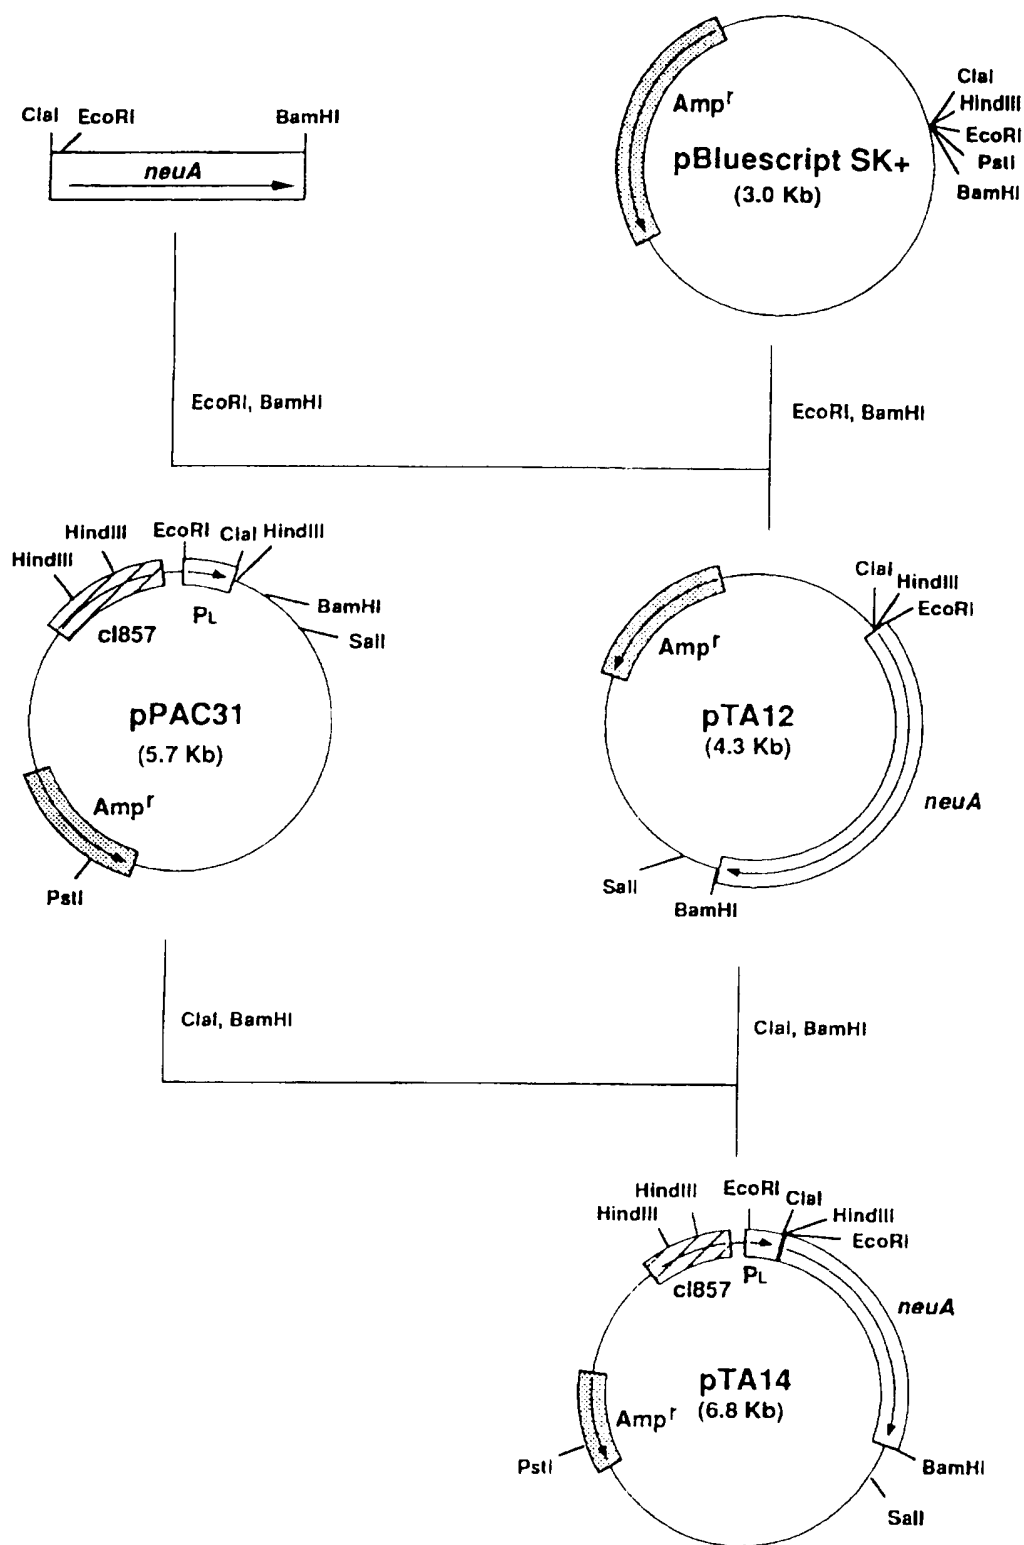 ClaI EcoRI BamHI
neuA
Ampr
pBluescript SK+
(3.0 Kb)
ClaI
HindIII
EcoRI
PstI
BamHI
EcoRI, BamHI
EcoRI, BamHI
HindIII
HindIII
EcoRI
ClaI HindIII
BamHI
SalI
PL
cI857
pPAC31
(5.7 Kb)
Ampr
PstI
ClaI
HindIII
EcoRI
Ampr
pTA12
(4.3 Kb)
neuA
SalI
BamHI
ClaI, BamHI
ClaI, BamHI
HindIII
HindIII
EcoRI
ClaI
HindIII
EcoRI
PL
cI857
neuA
pTA14
(6.8 Kb)
Ampr
PstI
BamHI
SalI